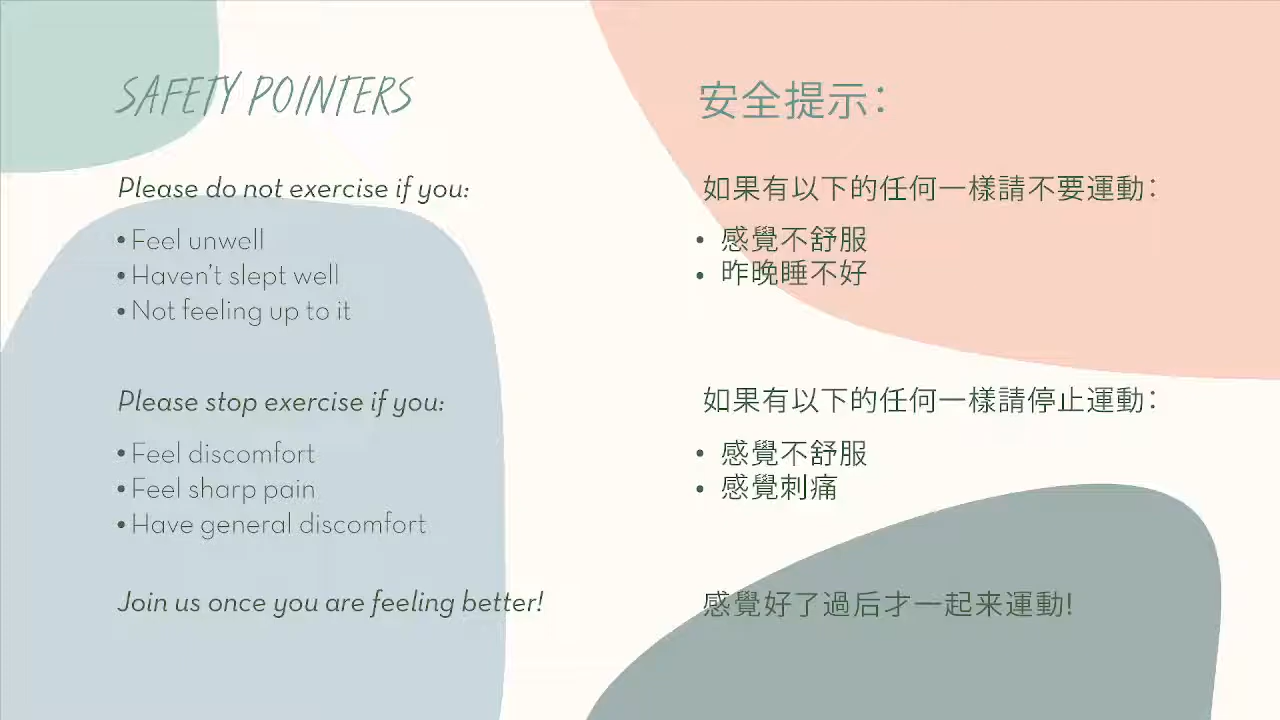 SAFETY POINTERS
Please do not exercise if you:
• Feel unwell
• Haven't slept well
• Not feeling up to it
Please stop exercise if you:
• Feel discomfort
• Feel sharp pain
• Have general discomfort
Join us once you are feeling better!
安全提示：
如果有以下的任何一樣請不要運動：
• 感覺不舒服
• 昨晚睡不好
如果有以下的任何一樣請停止運動：
• 感覺不舒服
• 感覺刺痛
感覺好了過后才一起来運動!